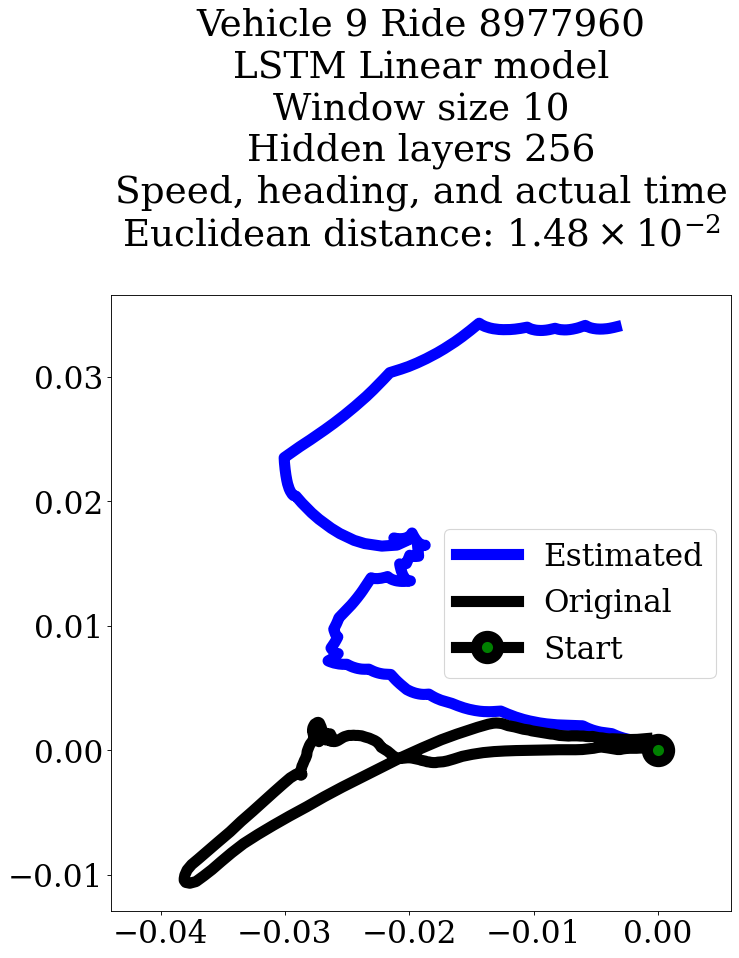 Vehicle 9 Ride 8977960
LSTM Linear model
Window size 10
Hidden layers 256
Speed, heading, and actual time
Euclidean distance: 1.48 × 10⁻²
0.03
0.02
0.01
0.00
−0.01
Estimated
Original
Start
−0.04 −0.03 −0.02 −0.01 0.00